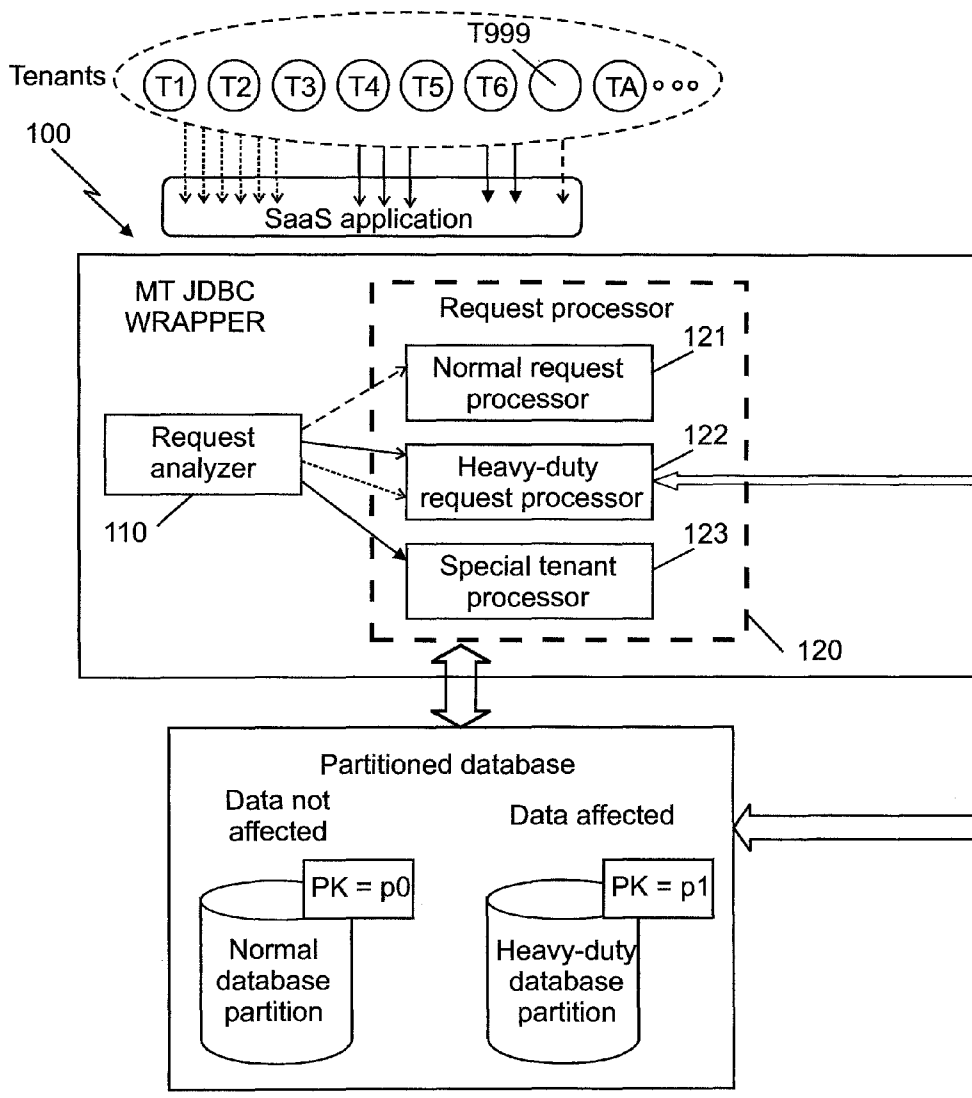 T999
Tenants
T1 T2 T3 T4 T5 T6 TA
100
SaaS application
MT JDBC
WRAPPER
Request processor
121
Normal request
processor
122
Request
analyzer
Heavy-duty
request processor
110
123
Special tenant
processor
120
Partitioned database
Data not
affected
Data affected
PK = p0
PK = p1
Normal
database
partition
Heavy-duty
database
partition